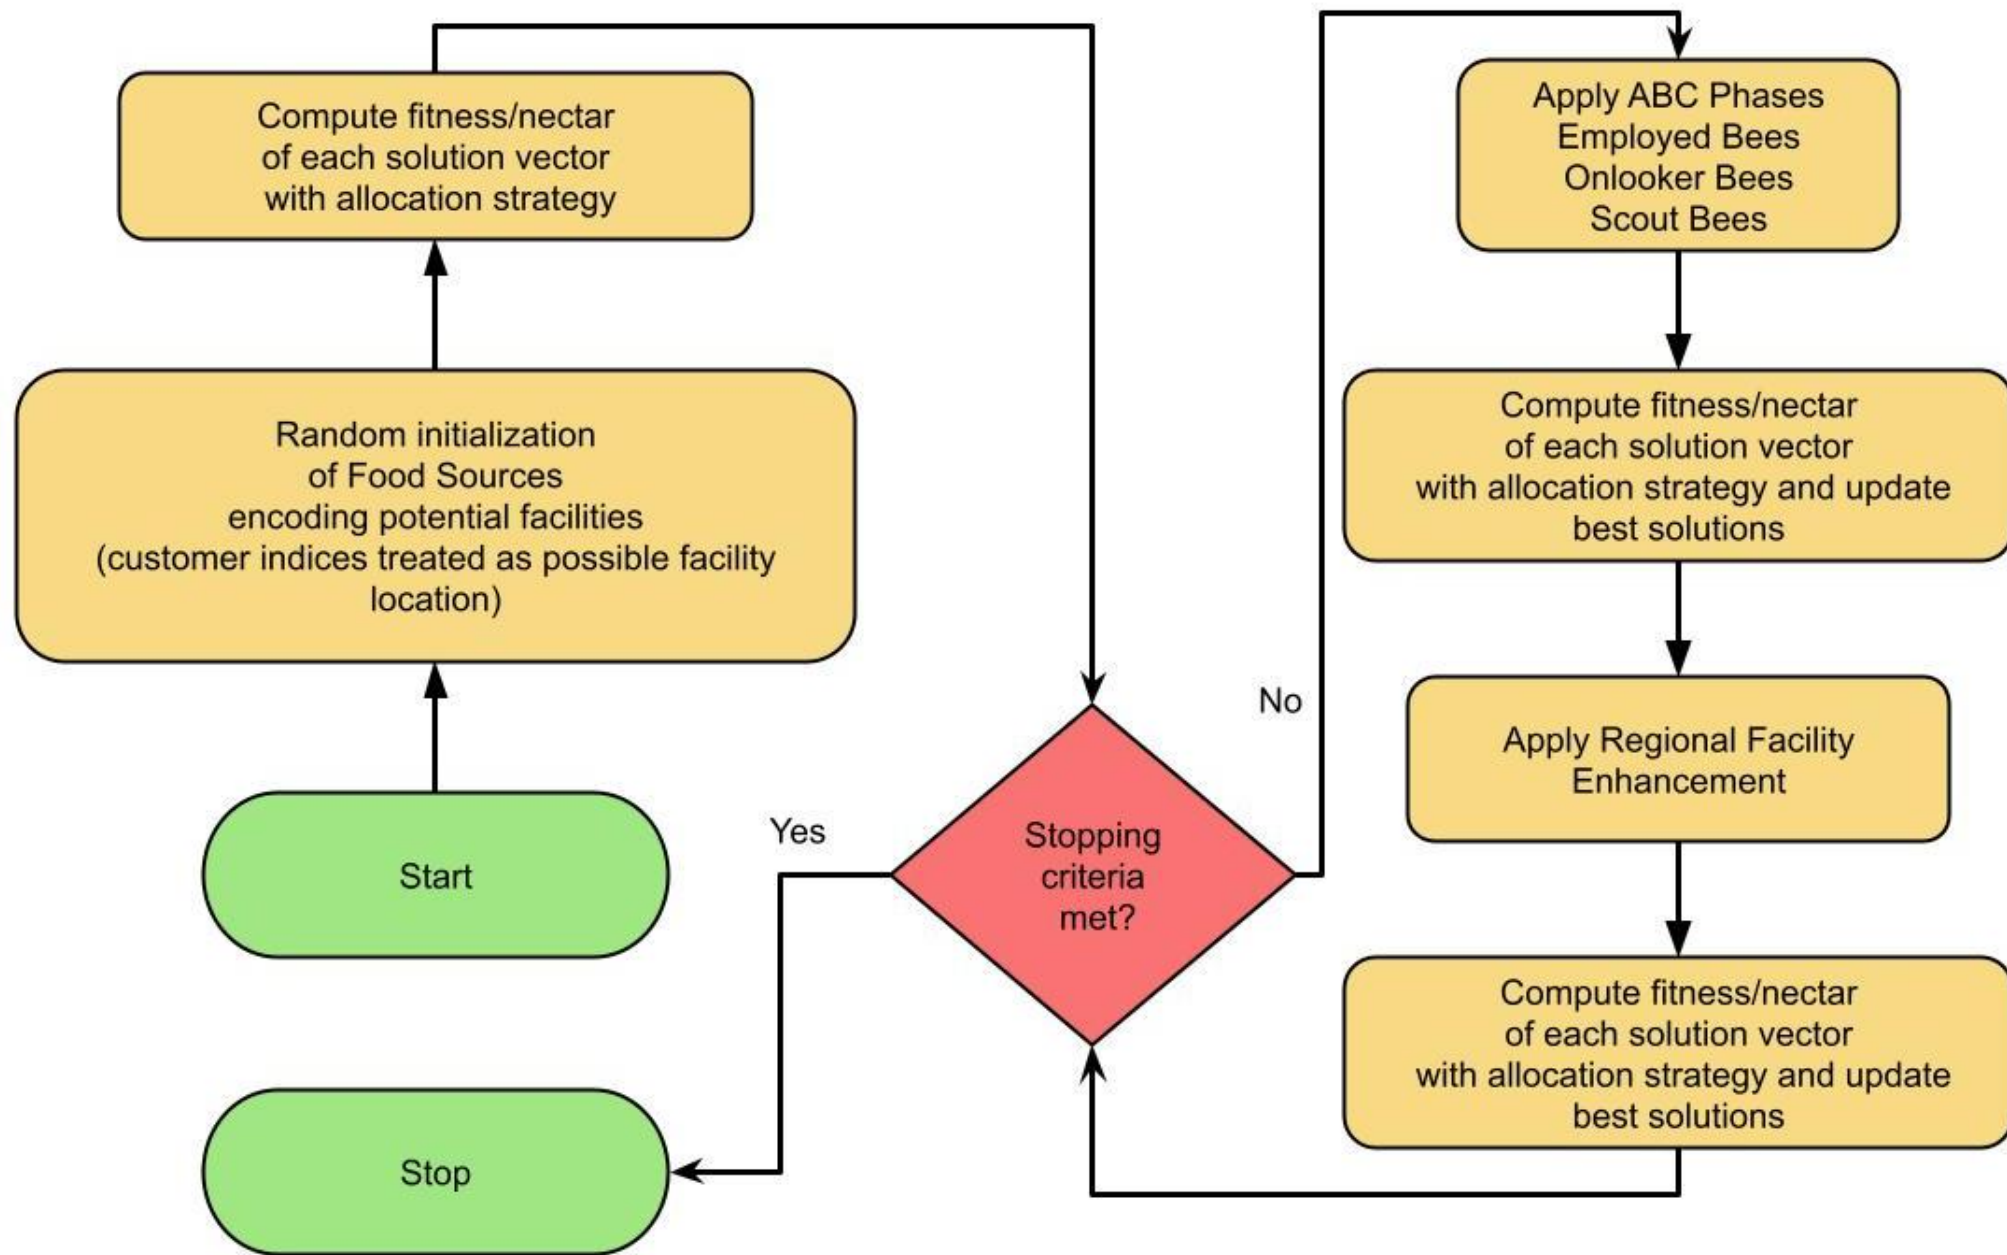 Compute fitness/nectar
of each solution vector
with allocation strategy
Random initialization
of Food Sources
encoding potential facilities
(customer indices treated as possible facility
location)
Start
Stop
Yes
Stopping
criteria
met?
No
Apply ABC Phases
Employed Bees
Onlooker Bees
Scout Bees
Compute fitness/nectar
of each solution vector
with allocation strategy and update
best solutions
Apply Regional Facility
Enhancement
Compute fitness/nectar
of each solution vector
with allocation strategy and update
best solutions